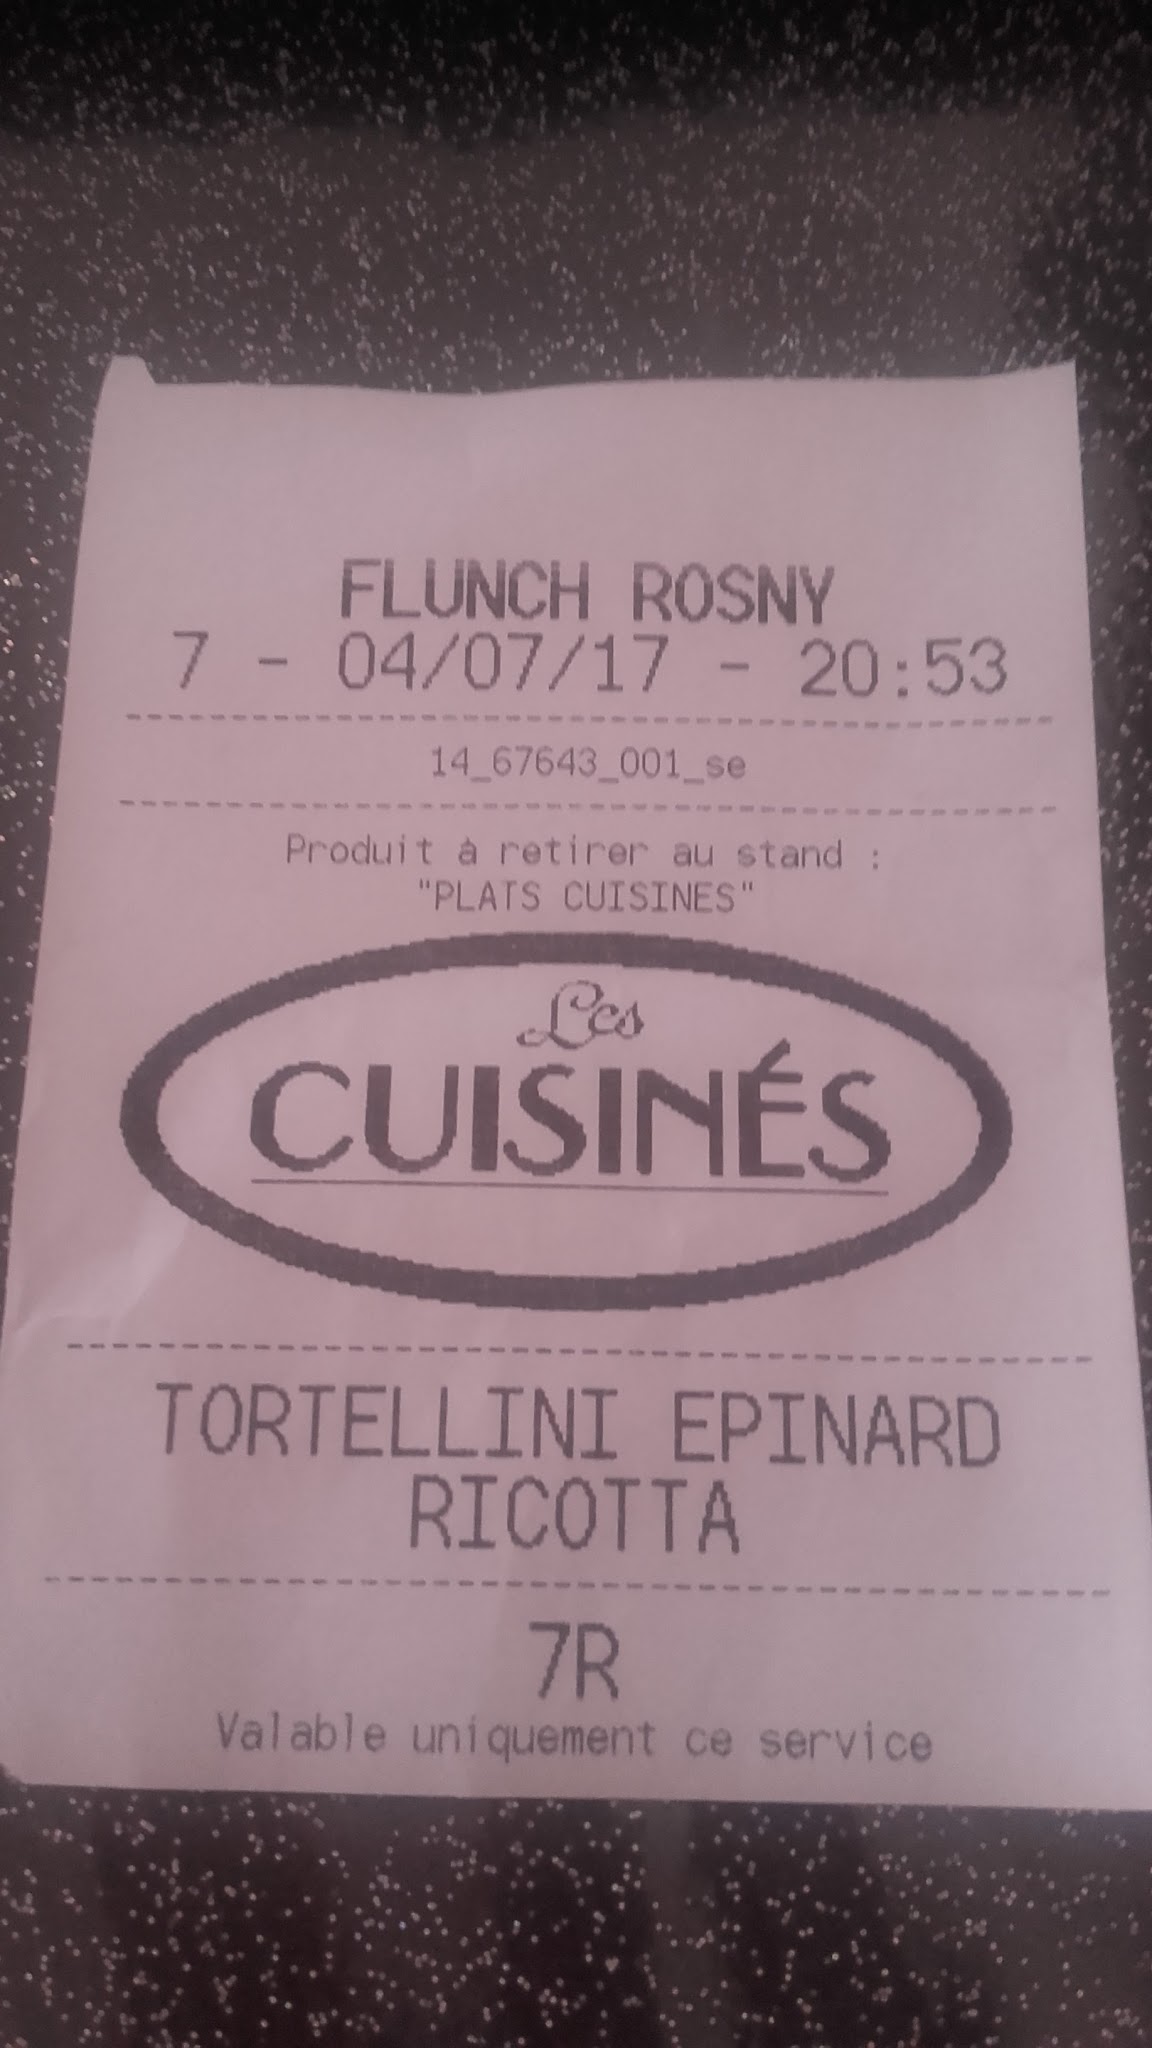 FLUNCH ROSNY
7 - 04/07/17 - 20:53
14_67643_001_se
Produit à retirer au stand :
"PLATS CUISINES"
Les
CUISINÉS
TORTELLINI EPINARD
RICOTTA
7R
Valable uniquement ce service